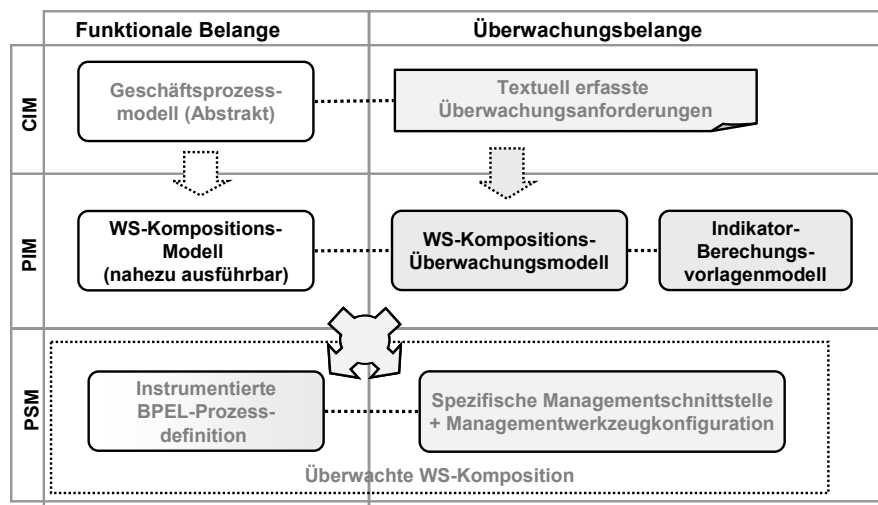 Funktionale Belange
Überwachungsbelange
CIM
Geschäftsprozess-
modell (Abstrakt)
Textuell erfasste
Überwachungsanforderungen
PIM
WS-Kompositions-
Modell
(nahezu ausführbar)
WS-Kompositions-
Überwachungsmodell
Indikator-
Berechungs-
vorlagenmodell
PSM
Instrumentierte
BPEL-Prozess-
definition
Spezifische Managementschnittstelle
+ Managementwerkzeugkonfiguration
Überwachte WS-Komposition